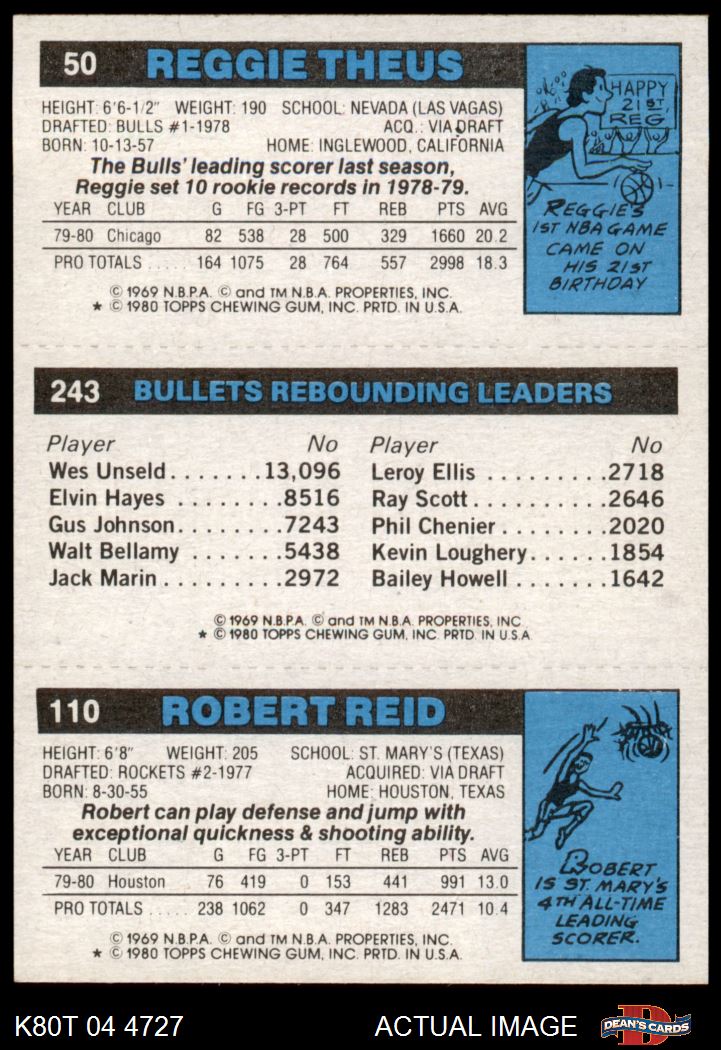 50 REGGIE THEUS
HEIGHT: 6'6-1/2" WEIGHT: 190 SCHOOL: NEVADA (LAS VAGAS)
DRAFTED: BULLS #1-1978 ACQ.: VIA DRAFT
BORN: 10-13-57 HOME: INGLEWOOD, CALIFORNIA
The Bulls' leading scorer last season,
Reggie set 10 rookie records in 1978-79.
YEAR CLUB G FG 3-PT FT REB PTS AVG
79-80 Chicago 82 538 28 500 329 1660 20.2
PRO TOTALS ..... 164 1075 28 764 557 2998 18.3
© 1969 N.B.P.A. © and TM N.B.A. PROPERTIES, INC.
★ © 1980 TOPPS CHEWING GUM, INC. PRTD. IN U.S.A.
HAPPY
21ST
REG
REGGIE'S
1ST NBA GAME
CAME ON
HIS 21ST
BIRTHDAY
243 BULLETS REBOUNDING LEADERS
Player No Player No
Wes Unseld.......13,096 Leroy Ellis .........2718
Elvin Hayes ........8516 Ray Scott..........2646
Gus Johnson........7243 Phil Chenier ........2020
Walt Bellamy .......5438 Kevin Loughery......1854
Jack Marin .........2972 Bailey Howell .......1642
© 1969 N.B.P.A. © and TM N.B.A. PROPERTIES, INC
★ © 1980 TOPPS CHEWING GUM, INC. PRTD. IN U.S.A
110 ROBERT REID
HEIGHT: 6'8" WEIGHT: 205 SCHOOL: ST. MARY'S (TEXAS)
DRAFTED: ROCKETS #2-1977 ACQUIRED: VIA DRAFT
BORN: 8-30-55 HOME: HOUSTON, TEXAS
Robert can play defense and jump with
exceptional quickness & shooting ability.
YEAR CLUB G FG 3-PT FT REB PTS AVG
79-80 Houston 76 419 0 153 441 991 13.0
PRO TOTALS ..... 238 1062 0 347 1283 2471 10.4
© 1969 N.B.P.A. © and TM N.B.A. PROPERTIES, INC.
★ © 1980 TOPPS CHEWING GUM, INC. PRTD. IN U.S.A.
ROBERT
IS ST. MARY'S
4TH ALL-TIME
LEADING
SCORER.
K80T 04 4727 ACTUAL IMAGE DEAN'S CARDS